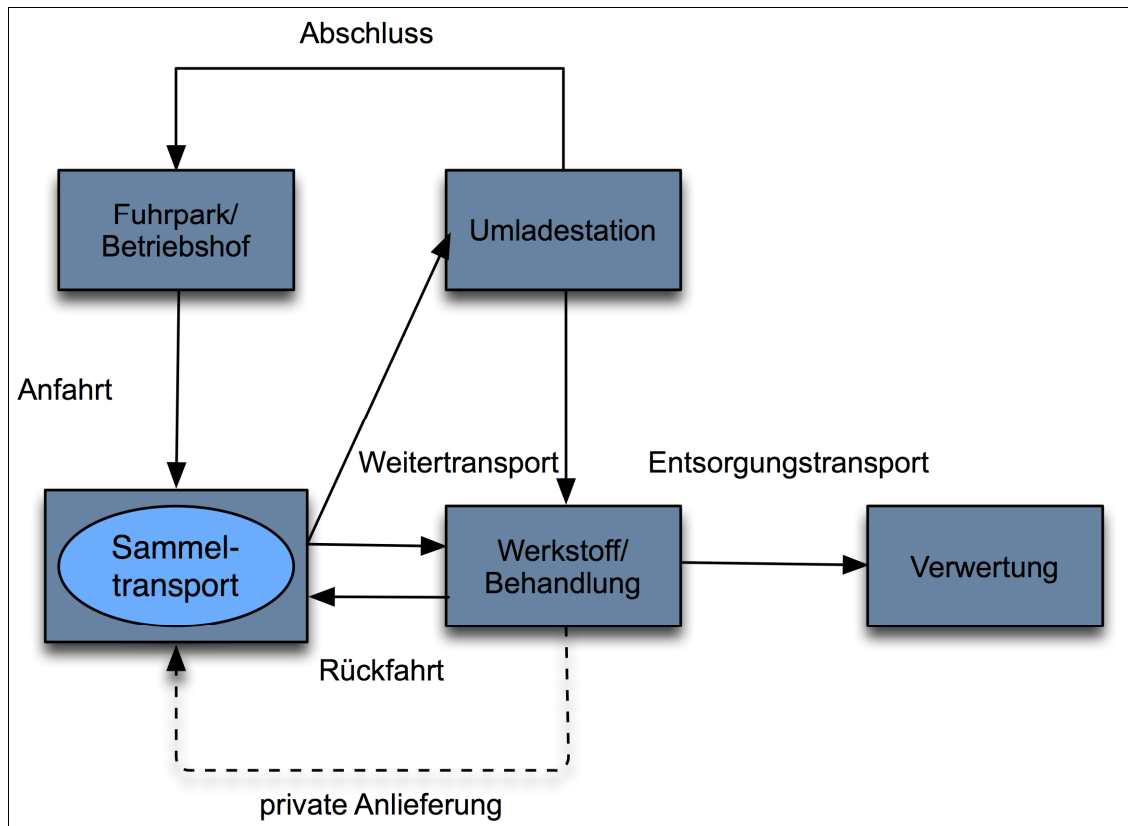 Abschluss
Fuhrpark/
Betriebshof
Umladestation
Anfahrt
Weitertransport
Entsorgungstransport
Sammel-
transport
Werkstoff/
Behandlung
Verwertung
Rückfahrt
private Anlieferung